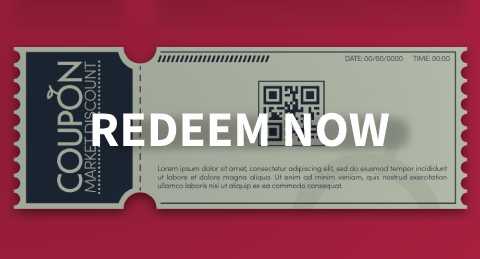 COUPON
MARKET DISCOUNT
DATE: 00/00/0000 TIME: 00:00
REDEEM NOW
Lorem ipsum dolor sit amet, consectetur adipiscing elit, sed do eiusmod tempor incididunt
ut labore et dolore magna aliqua. Ut enim ad minim veniam, quis nostrud exercitation
ullamco laboris nisi ut aliquip ex ea commodo consequat.